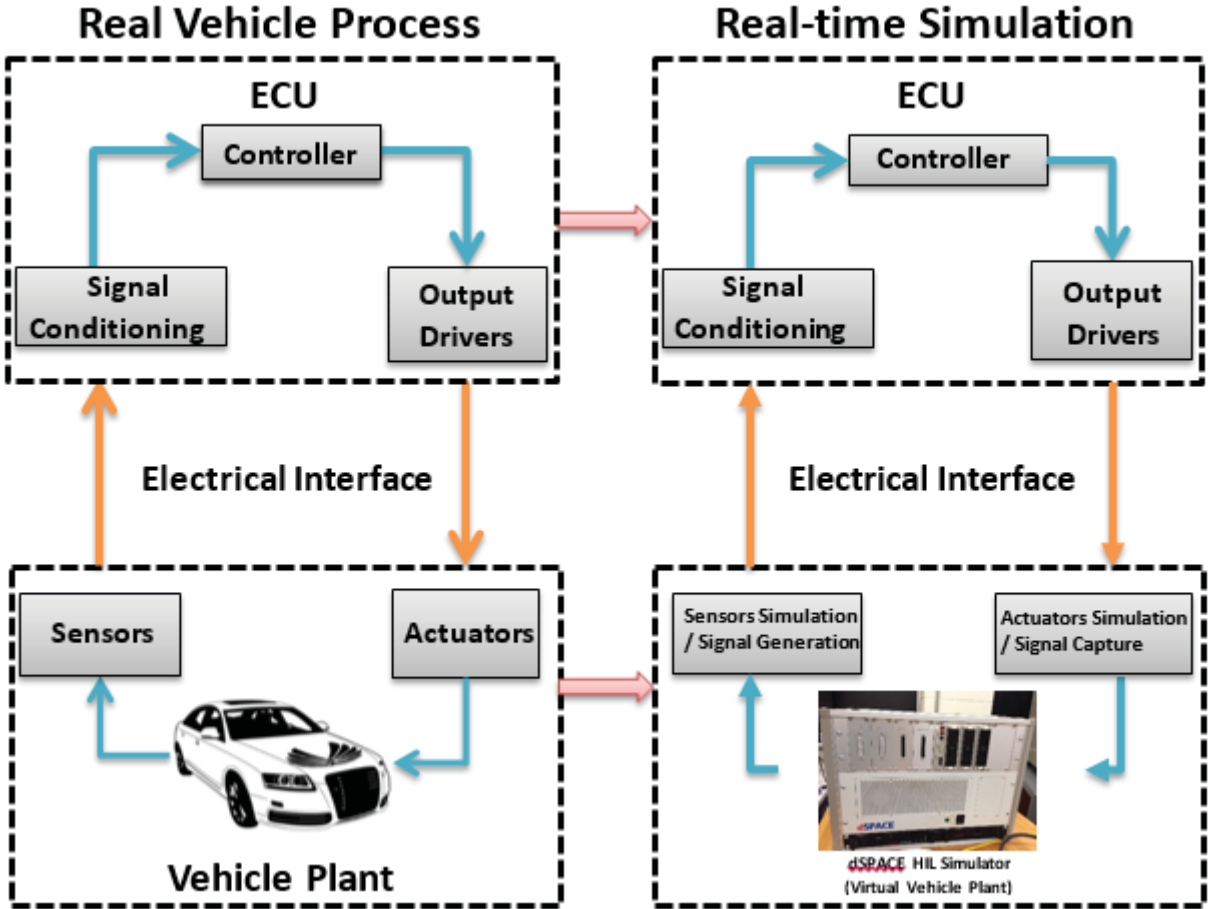 Real Vehicle Process
Real-time Simulation
ECU
Controller
Signal
Conditioning
Output
Drivers
ECU
Controller
Signal
Conditioning
Output
Drivers
Electrical Interface
Electrical Interface
Sensors
Actuators
Vehicle Plant
Sensors Simulation
/ Signal Generation
Actuators Simulation
/ Signal Capture
dSPACE
dSPACE HIL Simulator
(Virtual Vehicle Plant)